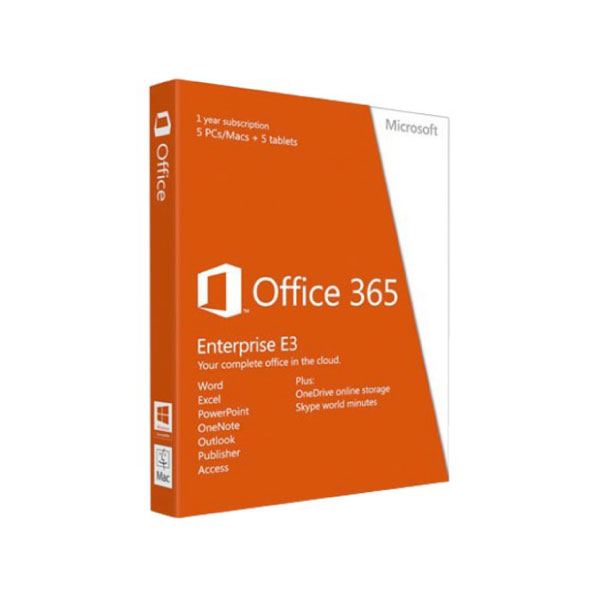 Office
1 year subscription
5 PCs/Macs + 5 tablets
Microsoft
Office 365
Enterprise E3
Your complete office in the cloud.
Word
Excel
PowerPoint
OneNote
Outlook
Publisher
Access
Plus:
OneDrive online storage
Skype world minutes
Mac